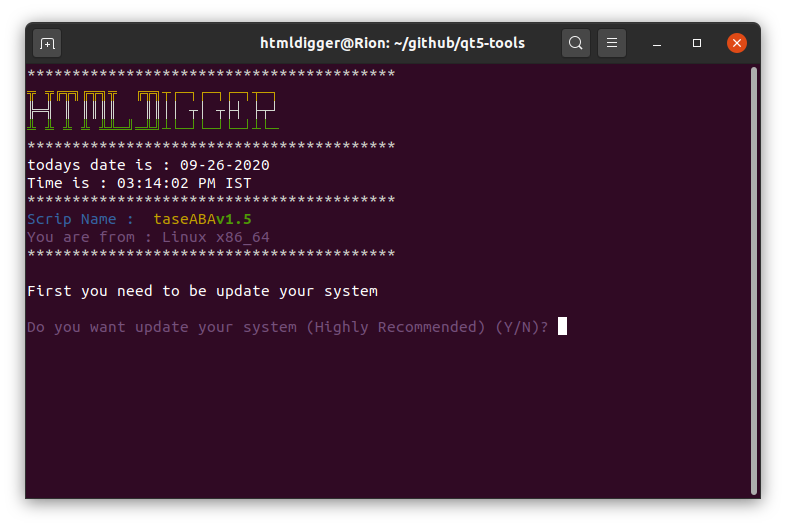 htmldigger@Rion: ~/github/qt5-tools
*****************************************
HTML DIGGER
*****************************************
todays date is : 09-26-2020
Time is : 03:14:02 PM IST
*****************************************
Scrip Name :  taseABAv1.5
You are from : Linux x86_64
*****************************************
First you need to be update your system
Do you want update your system (Highly Recommended) (Y/N)?